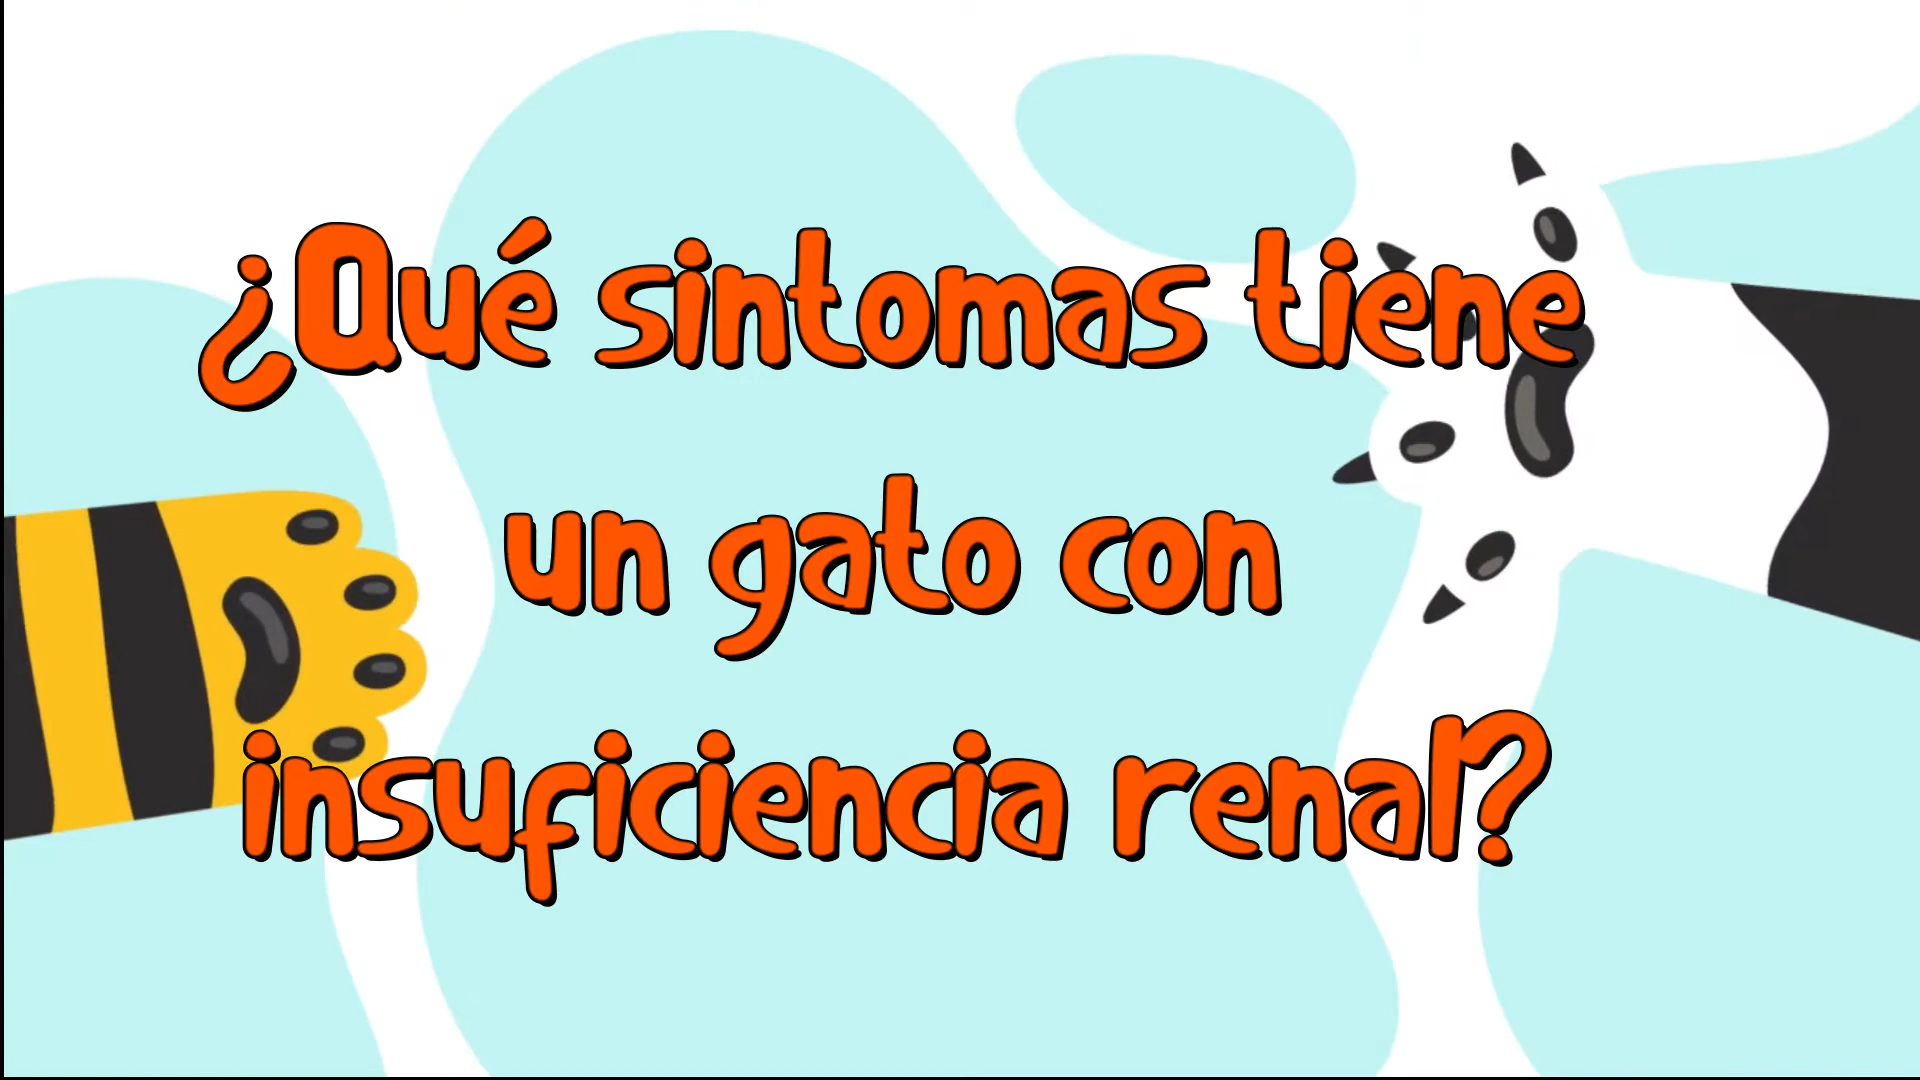 ¿Qué sintomas tiene
un gato con
insuficiencia renal?